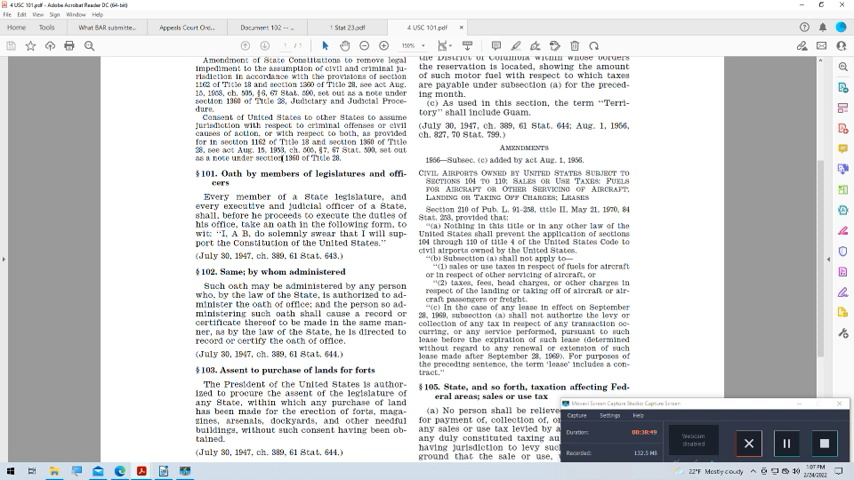 4 USC 101.pdf - Adobe Acrobat Reader DC (64-bit)
File Edit View Sign Window Help
Home Tools What BAR submitte... Appeals Court Ord... Document 102 --... 1 Stat 23.pdf 4 USC 101.pdf ×
1 / 1 150%
Amendment of State Constitutions to remove legal
impediment to the assumption of civil and criminal ju-
risdiction in accordance with the provisions of section
1162 of Title 18 and section 1360 of Title 28, see act Aug.
15, 1953, ch. 505, §6, 67 Stat. 590, set out as a note under
section 1360 of Title 28, Judiciary and Judicial Proce-
dure.
Consent of United States to other States to assume
jurisdiction with respect to criminal offenses or civil
causes of action, or with respect to both, as provided
for in section 1162 of Title 18 and section 1360 of Title
28, see act Aug. 15, 1953, ch. 505, §7, 67 Stat. 590, set out
as a note under section 1360 of Title 28.
§ 101. Oath by members of legislatures and offi-
cers
Every member of a State legislature, and
every executive and judicial officer of a State,
shall, before he proceeds to execute the duties of
his office, take an oath in the following form, to
wit: "I, A B, do solemnly swear that I will sup-
port the Constitution of the United States."
(July 30, 1947, ch. 389, 61 Stat. 643.)
§ 102. Same; by whom administered
Such oath may be administered by any person
who, by the law of the State, is authorized to ad-
minister the oath of office; and the person so ad-
ministering such oath shall cause a record or
certificate thereof to be made in the same man-
ner, as by the law of the State, he is directed to
record or certify the oath of office.
(July 30, 1947, ch. 389, 61 Stat. 644.)
§ 103. Assent to purchase of lands for forts
The President of the United States is author-
ized to procure the assent of the legislature of
any State, within which any purchase of land
has been made for the erection of forts, maga-
zines, arsenals, dockyards, and other needful
buildings, without such consent having been ob-
tained.
(July 30, 1947, ch. 389, 61 Stat. 644.)
the District of Columbia within whose borders
the reservation is located, showing the amount
of such motor fuel with respect to which taxes
are payable under subsection (a) for the preced-
ing month.
(c) As used in this section, the term "Terri-
tory" shall include Guam.
(July 30, 1947, ch. 389, 61 Stat. 644; Aug. 1, 1956,
ch. 827, 70 Stat. 799.)
AMENDMENTS
1956—Subsec. (c) added by act Aug. 1, 1956.
CIVIL AIRPORTS OWNED BY UNITED STATES SUBJECT TO
SECTIONS 104 TO 110; SALES OR USE TAXES; FUELS
FOR AIRCRAFT OR OTHER SERVICING OF AIRCRAFT;
LANDING OR TAKING OFF CHARGES; LEASES
Section 210 of Pub. L. 91-258, title II, May 21, 1970, 84
Stat. 253, provided that:
"(a) Nothing in this title or in any other law of the
United States shall prevent the application of sections
104 through 110 of title 4 of the United States Code to
civil airports owned by the United States.
"(b) Subsection (a) shall not apply to—
"(1) sales or use taxes in respect of fuels for aircraft
or in respect of other servicing of aircraft, or
"(2) taxes, fees, head charges, or other charges in
respect of the landing or taking off of aircraft or air-
craft passengers or freight.
"(c) In the case of any lease in effect on September
28, 1969, subsection (a) shall not authorize the levy or
collection of any tax in respect of any transaction oc-
curring, or any service performed, pursuant to such
lease before the expiration of such lease (determined
without regard to any renewal or extension of such
lease made after September 28, 1969). For purposes of
the preceding sentence, the term 'lease' includes a con-
tract."
§ 105. State, and so forth, taxation affecting Fed-
eral areas; sales or use tax
(a) No person shall be relieve
for payment of, collection of, o
any sales or use tax levied by a
any duly constituted taxing au
having jurisdiction to levy suc
ground that the sale or use, w
Movavi Screen Capture Studio: Capture Screen
Capture Settings Help
Duration: 00:38:49
Recorded: 132.5 MB
Webcam
disabled
22°F Mostly cloudy
1:07 PM
2/24/2022